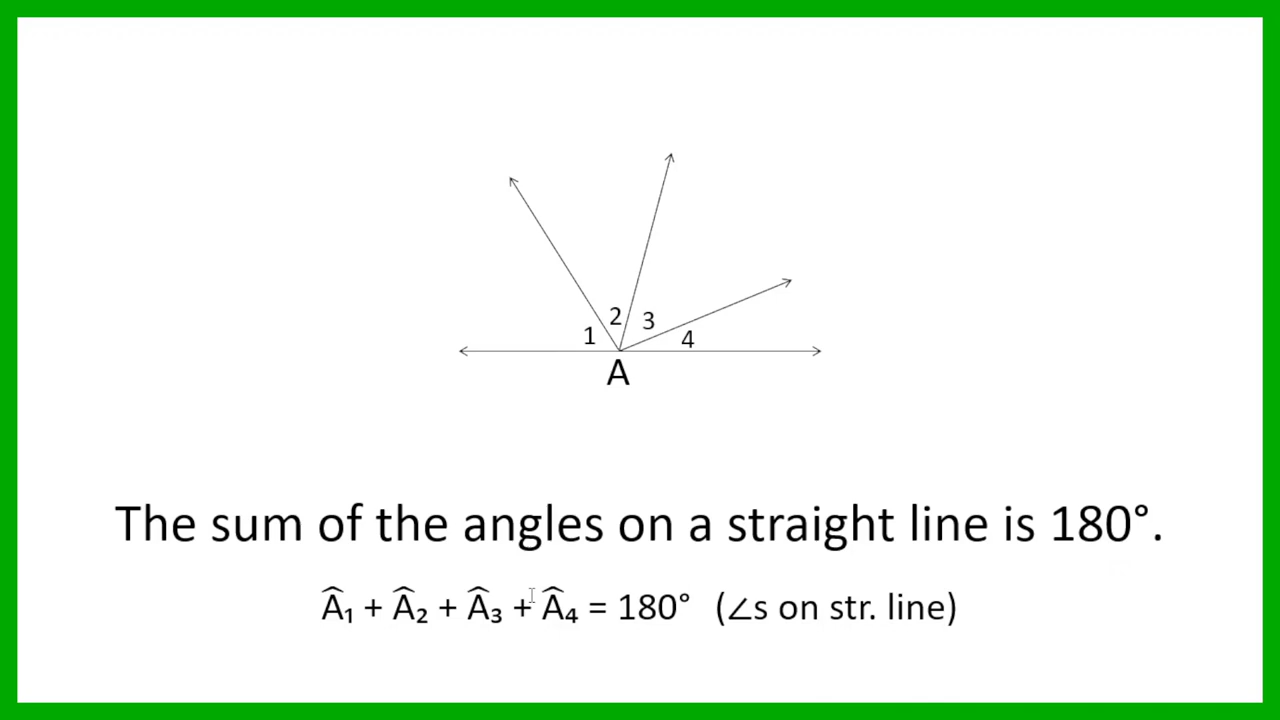 2
3
1
4
A
The sum of the angles on a straight line is 180°.
Â₁ + Â₂ + Â₃ + Â₄ = 180° (∠s on str. line)